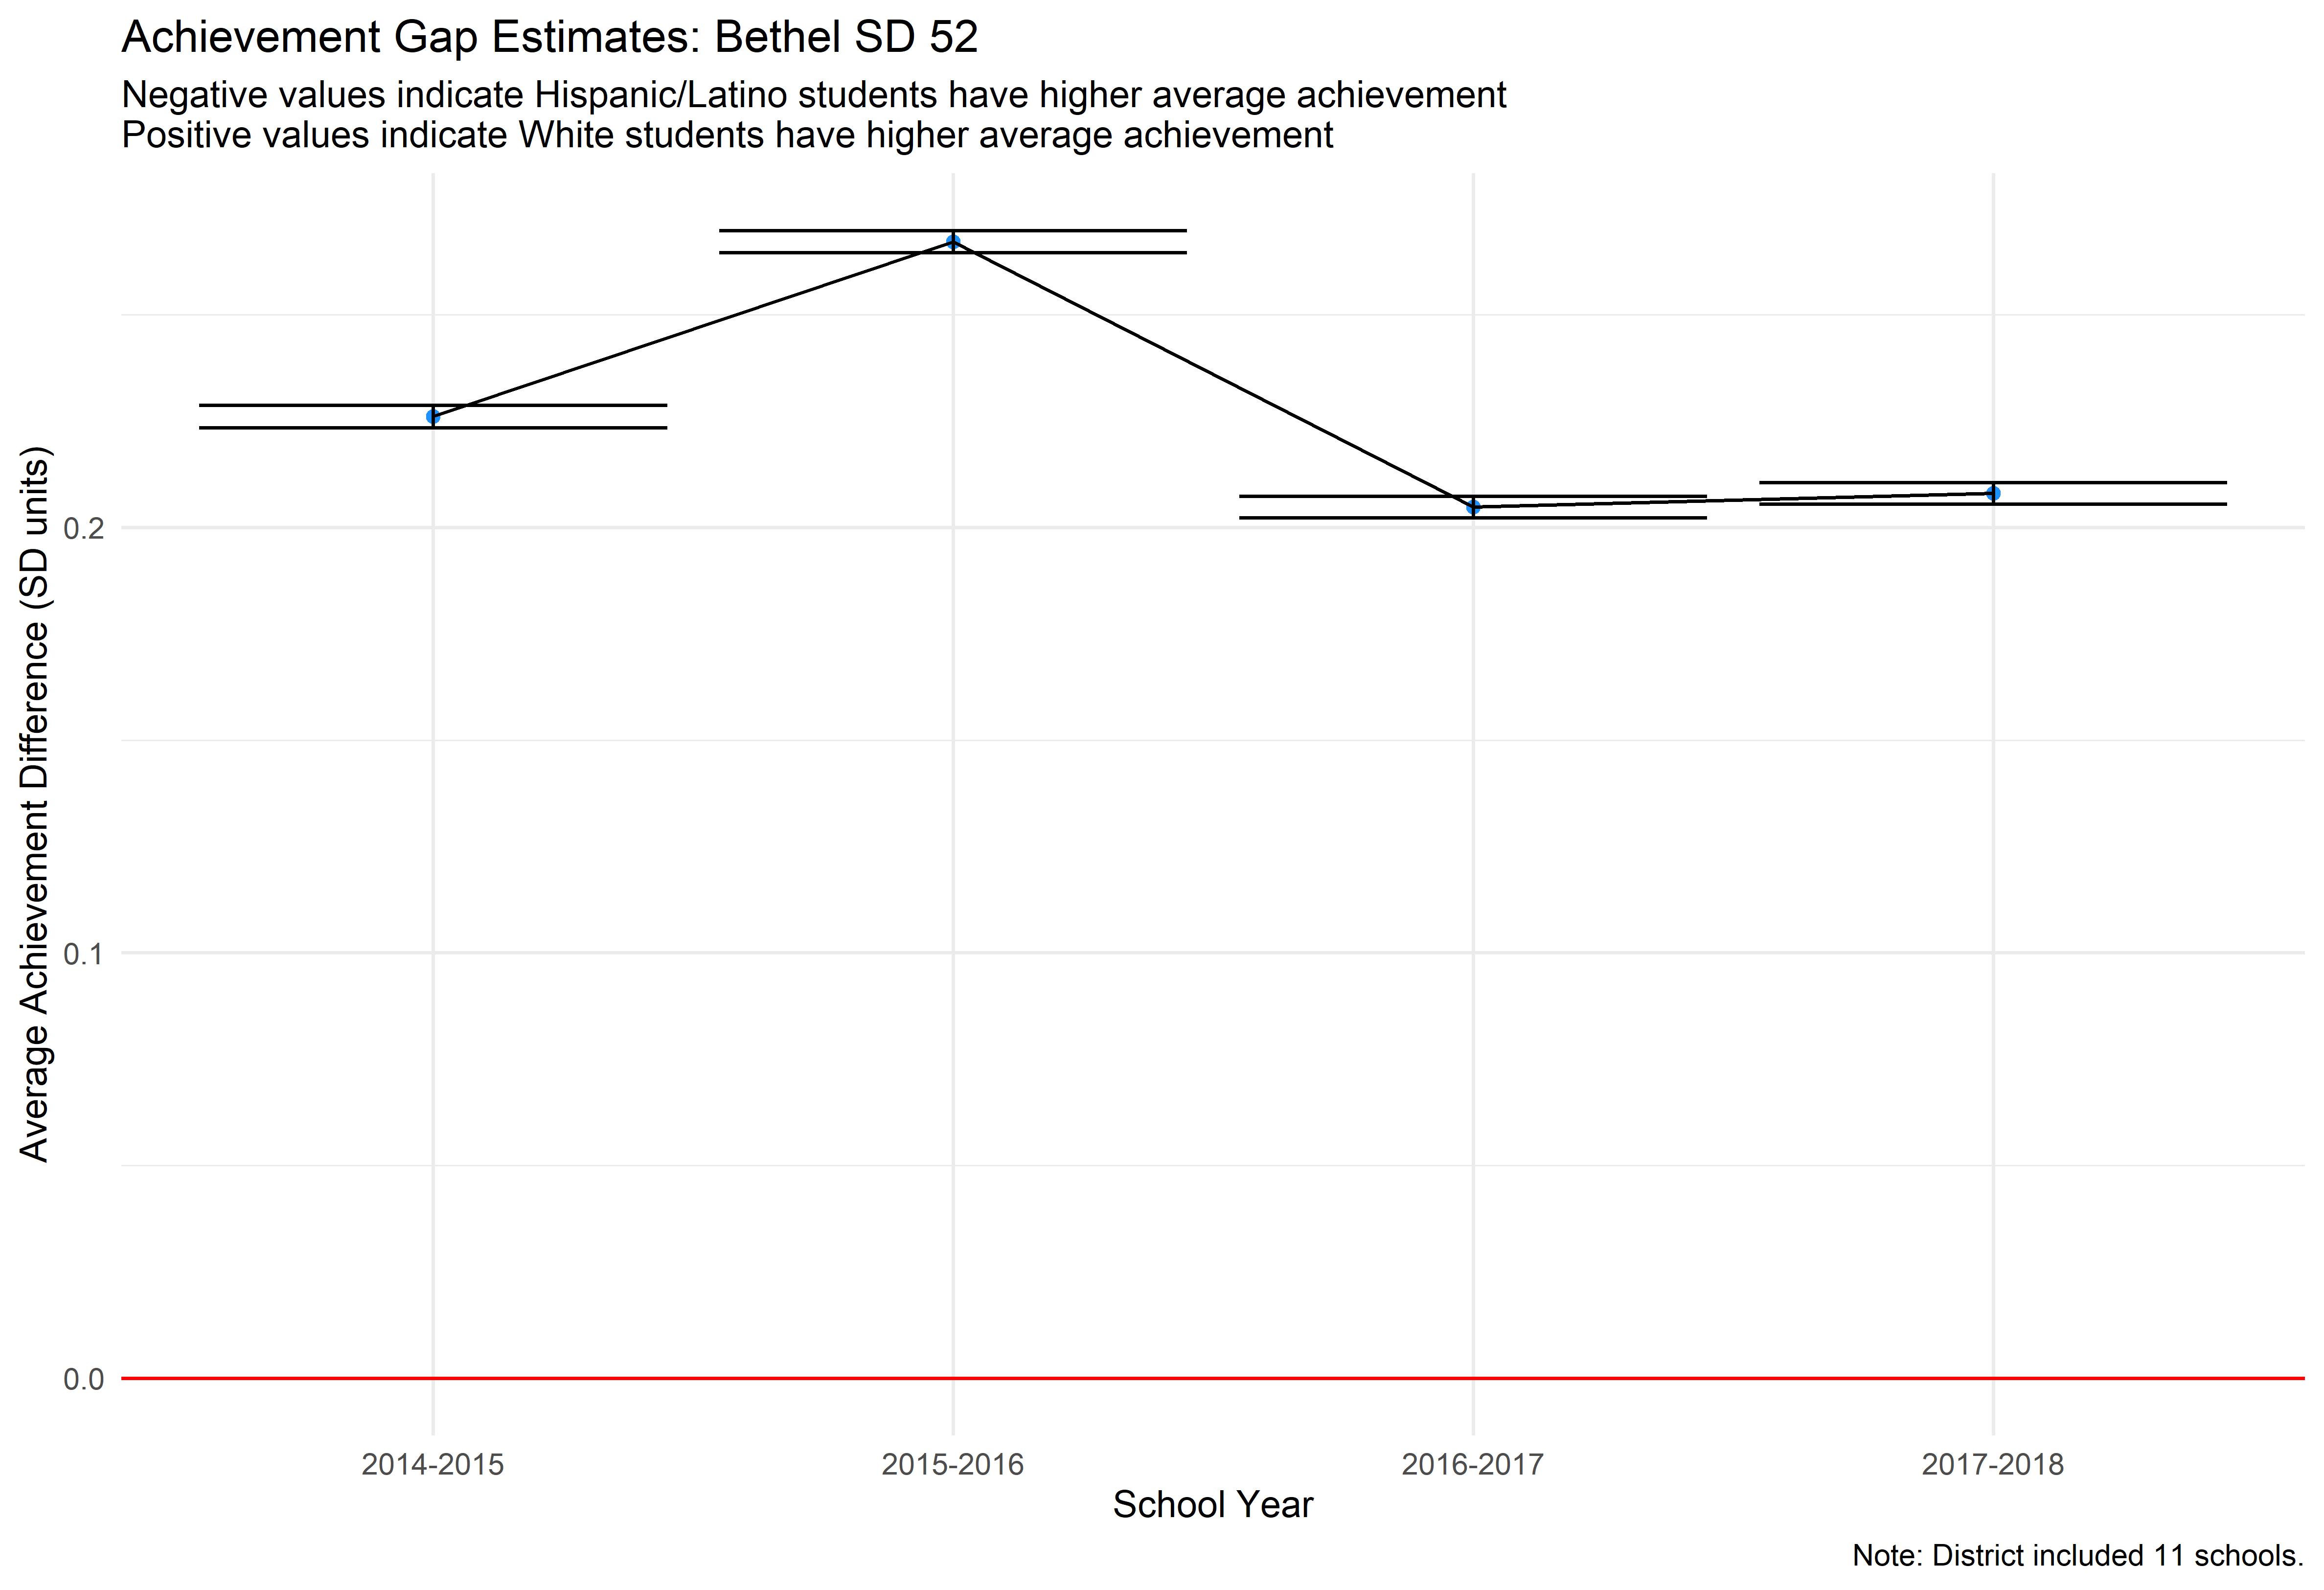 Achievement Gap Estimates: Bethel SD 52
Negative values indicate Hispanic/Latino students have higher average achievement
Positive values indicate White students have higher average achievement
Average Achievement Difference (SD units)
0.2
0.1
0.0
2014-2015
2015-2016
2016-2017
2017-2018
School Year
Note: District included 11 schools.